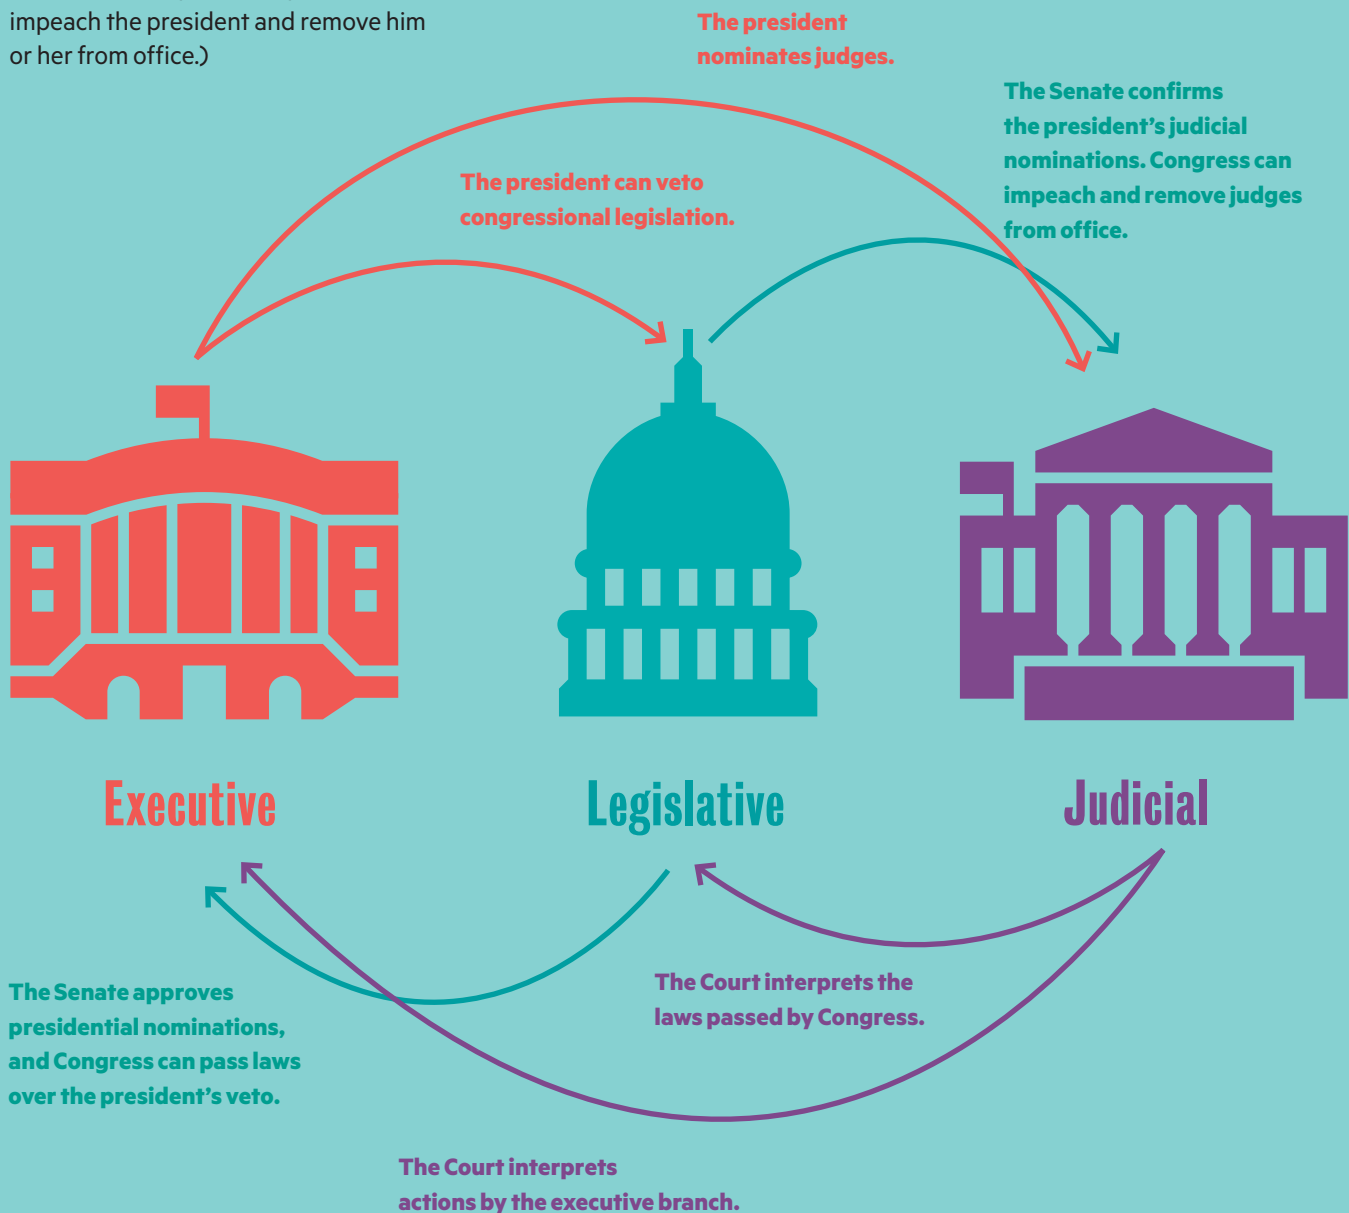 impeach the president and remove him
or her from office.)
The president
nominates judges.
The Senate confirms
the president’s judicial
nominations. Congress can
impeach and remove judges
from office.
The president can veto
congressional legislation.
Executive
Legislative
Judicial
The Senate approves
presidential nominations,
and Congress can pass laws
over the president’s veto.
The Court interprets the
laws passed by Congress.
The Court interprets
actions by the executive branch.